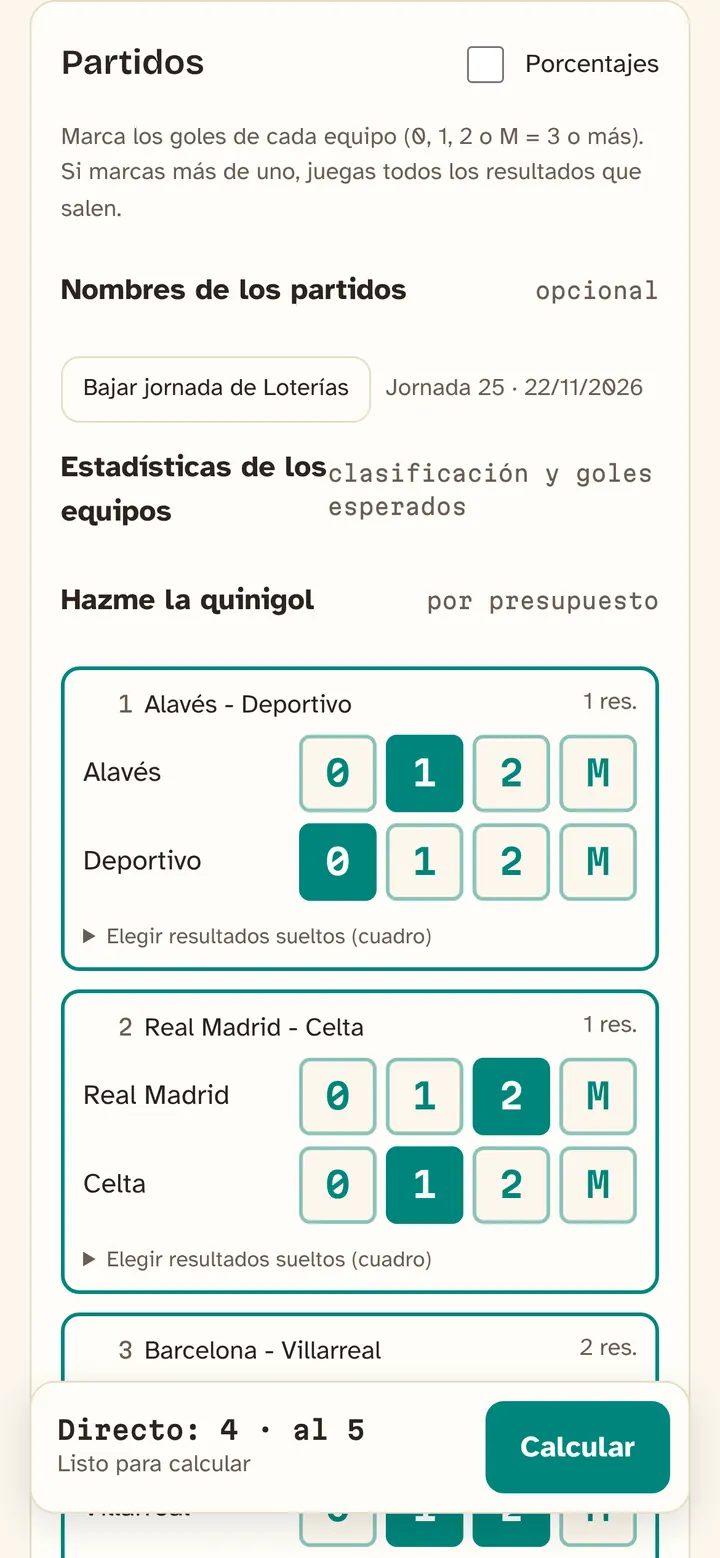 Partidos
Porcentajes
Marca los goles de cada equipo (0, 1, 2 o M = 3 o más).
Si marcas más de uno, juegas todos los resultados que
salen.
Nombres de los partidos
opcional
Bajar jornada de Loterías
Jornada 25 · 22/11/2026
Estadísticas de los
equipos
clasificación y goles
esperados
Hazme la quinigol
por presupuesto
1 Alavés - Deportivo
1 res.
Alavés 0 1 2 M
Deportivo 0 1 2 M
▶ Elegir resultados sueltos (cuadro)
2 Real Madrid - Celta
1 res.
Real Madrid 0 1 2 M
Celta 0 1 2 M
▶ Elegir resultados sueltos (cuadro)
3 Barcelona - Villarreal
2 res.
Directo: 4 · al 5
Listo para calcular
Calcular